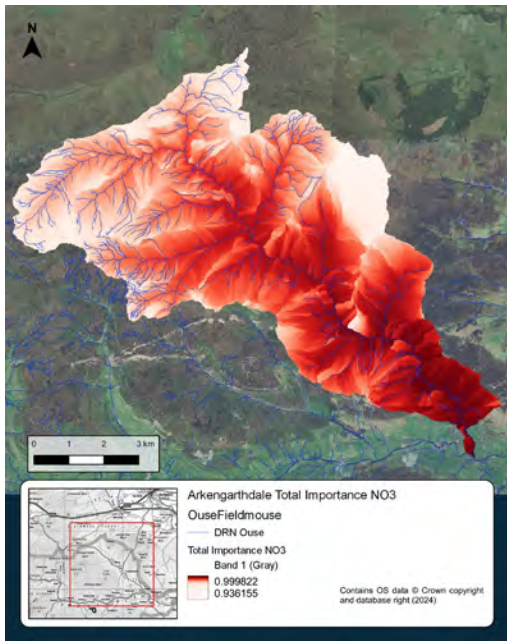 N
0 1 2 3 km
Arkengarthdale Total Importance NO3
OuseFieldmouse
DRN Ouse
Total Importance NO3
Band 1 (Gray)
0.999822
0.936155
Contains OS data © Crown copyright
and database right (2024)